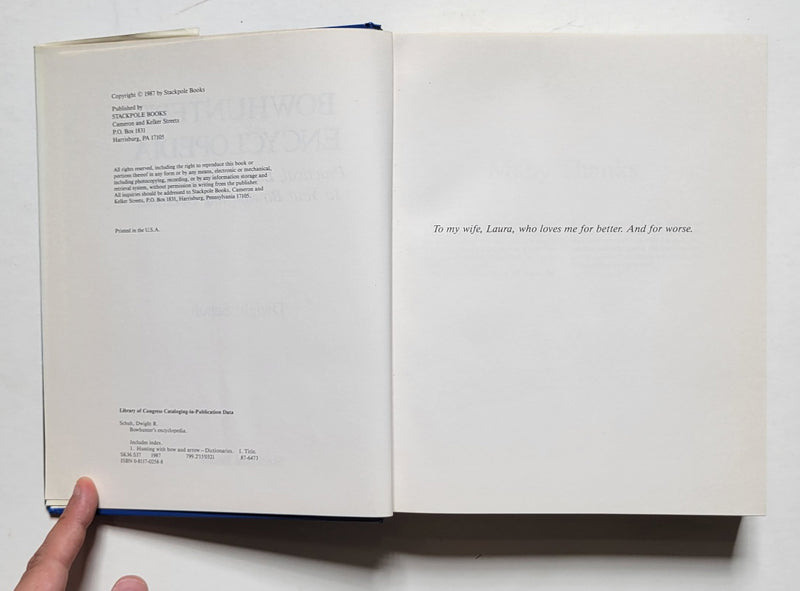 Copyright © 1987 by Stackpole Books
Published by
STACKPOLE BOOKS
Cameron and Kelker Streets
P.O. Box 1831
Harrisburg, PA 17105
All rights reserved, including the right to reproduce this book or
portions thereof in any form or by any means, electronic or mechanical,
including photocopying, recording, or by any information storage and
retrieval system, without permission in writing from the publisher.
All inquiries should be addressed to Stackpole Books, Cameron and
Kelker Streets, P.O. Box 1831, Harrisburg, Pennsylvania 17105.
Printed in the U.S.A.
Library of Congress Cataloging-in-Publication Data
Schuh, Dwight R.
Bowhunter's encyclopedia.
Includes index.
1. Hunting with bow and arrow—Dictionaries. I. Title.
SK36.S37 1987 799.2'15'0321 87-6473
ISBN 0-8117-0258-8
To my wife, Laura, who loves me for better. And for worse.